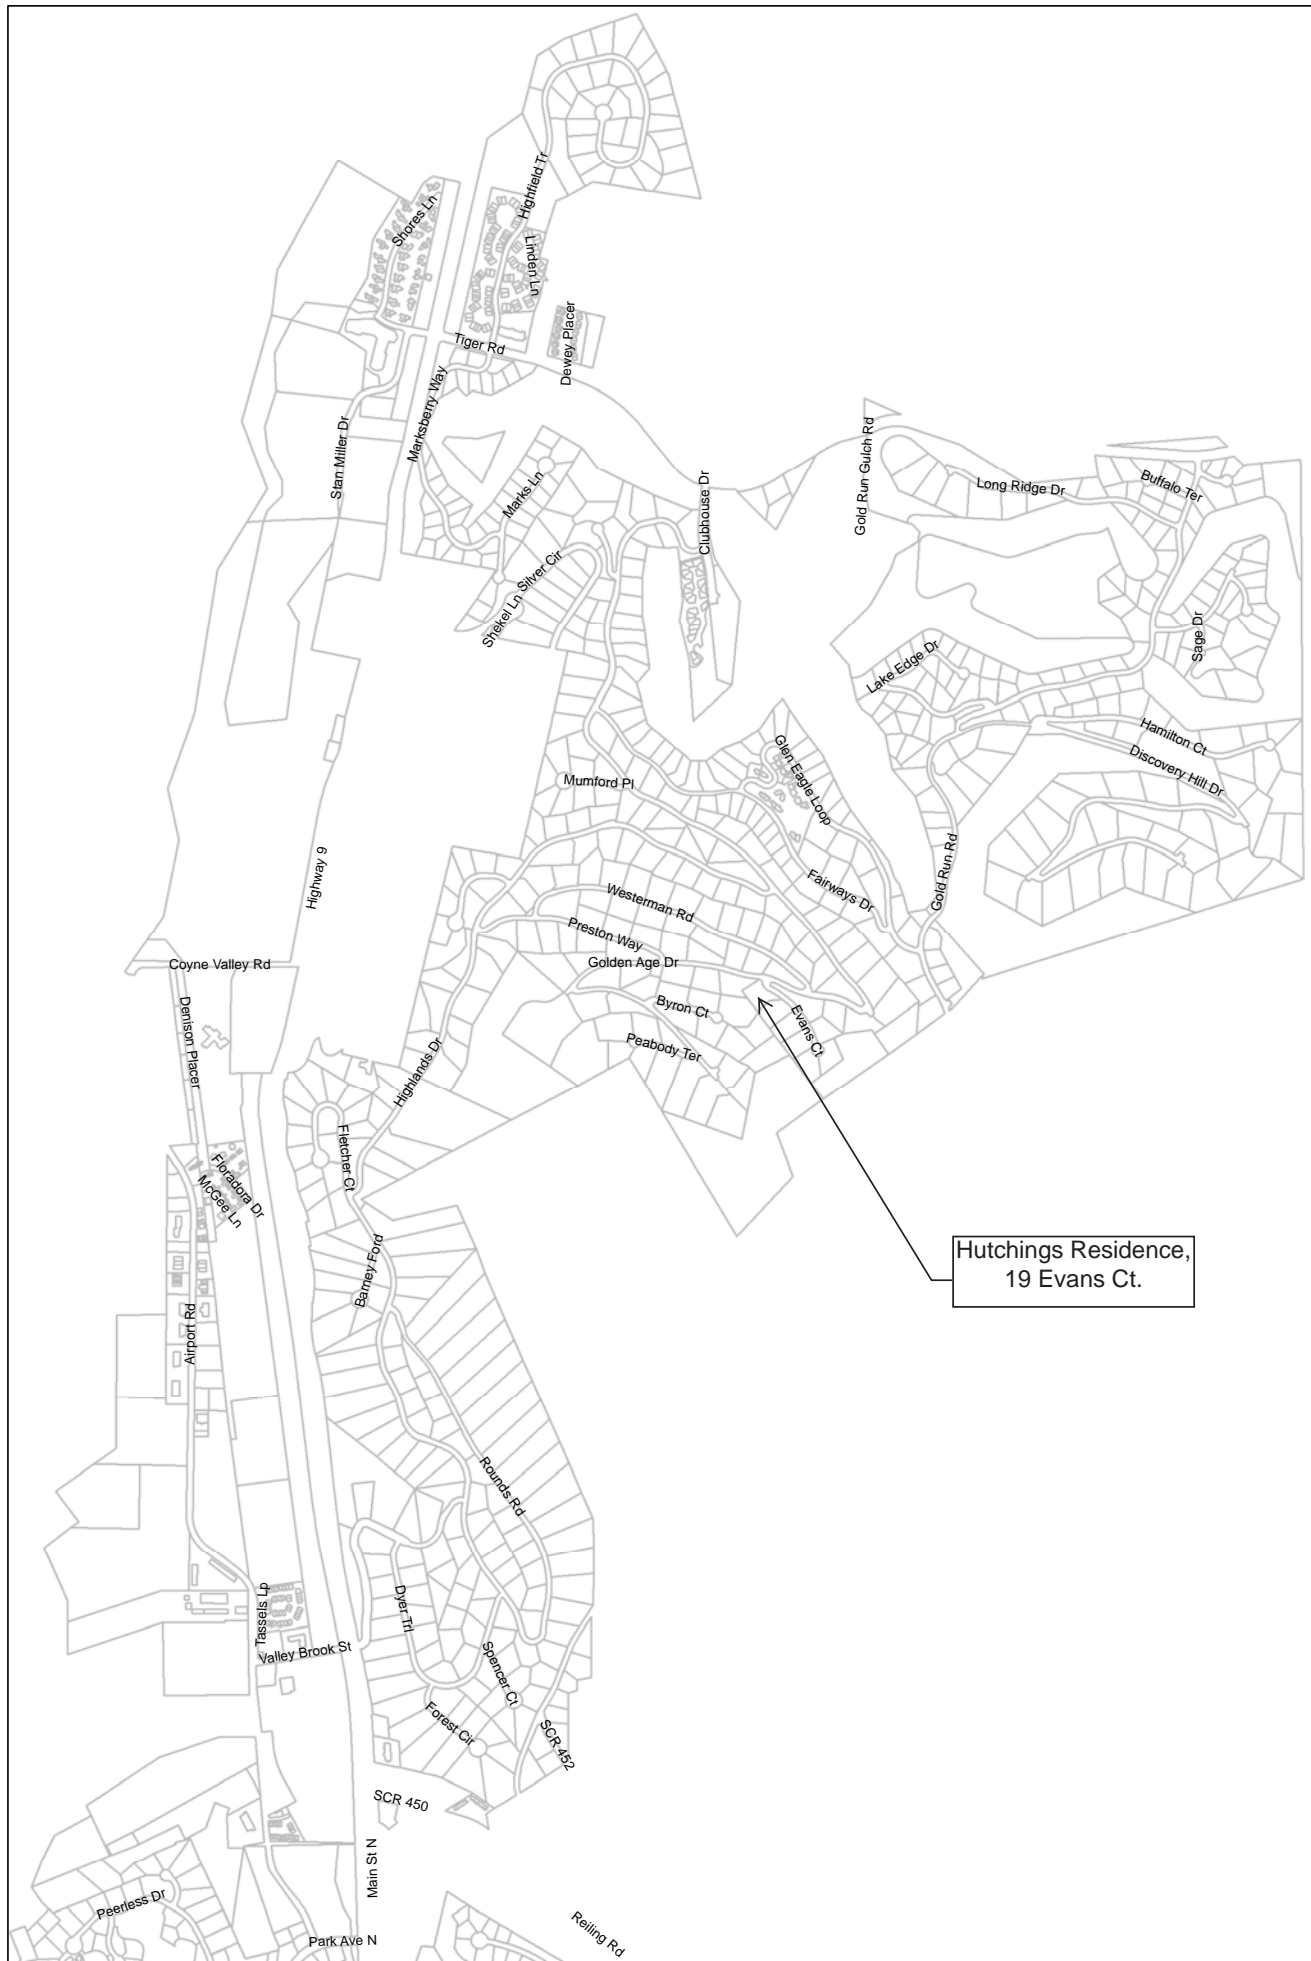 Highfield Tr
Shores Ln
Linden Ln
Dewey Placer
Tiger Rd
Marksberry Way
Stan Miller Dr
Gold Run Gulch Rd
Long Ridge Dr
Buffalo Ter
Marks Ln
Clubhouse Dr
Silver Cir
Shekel Ln
Sage Dr
Lake Edge Dr
Hamilton Ct
Discovery Hill Dr
Glen Eagle Loop
Mumford Pl
Highway 9
Gold Run Rd
Fairways Dr
Westerman Rd
Preston Way
Golden Age Dr
Coyne Valley Rd
Byron Ct
Evans Ct
Denison Placer
Peabody Ter
Highlands Dr
Fletcher Ct
Floradora Dr
McGee Ln
Barney Ford
Hutchings Residence,
19 Evans Ct.
Airport Rd
Rounds Rd
Dyer Trl
Tassels Lp
Valley Brook St
Spencer Ct
Forest Cir
SCR 452
SCR 450
Main St N
Peerless Dr
Park Ave N
Reiling Rd